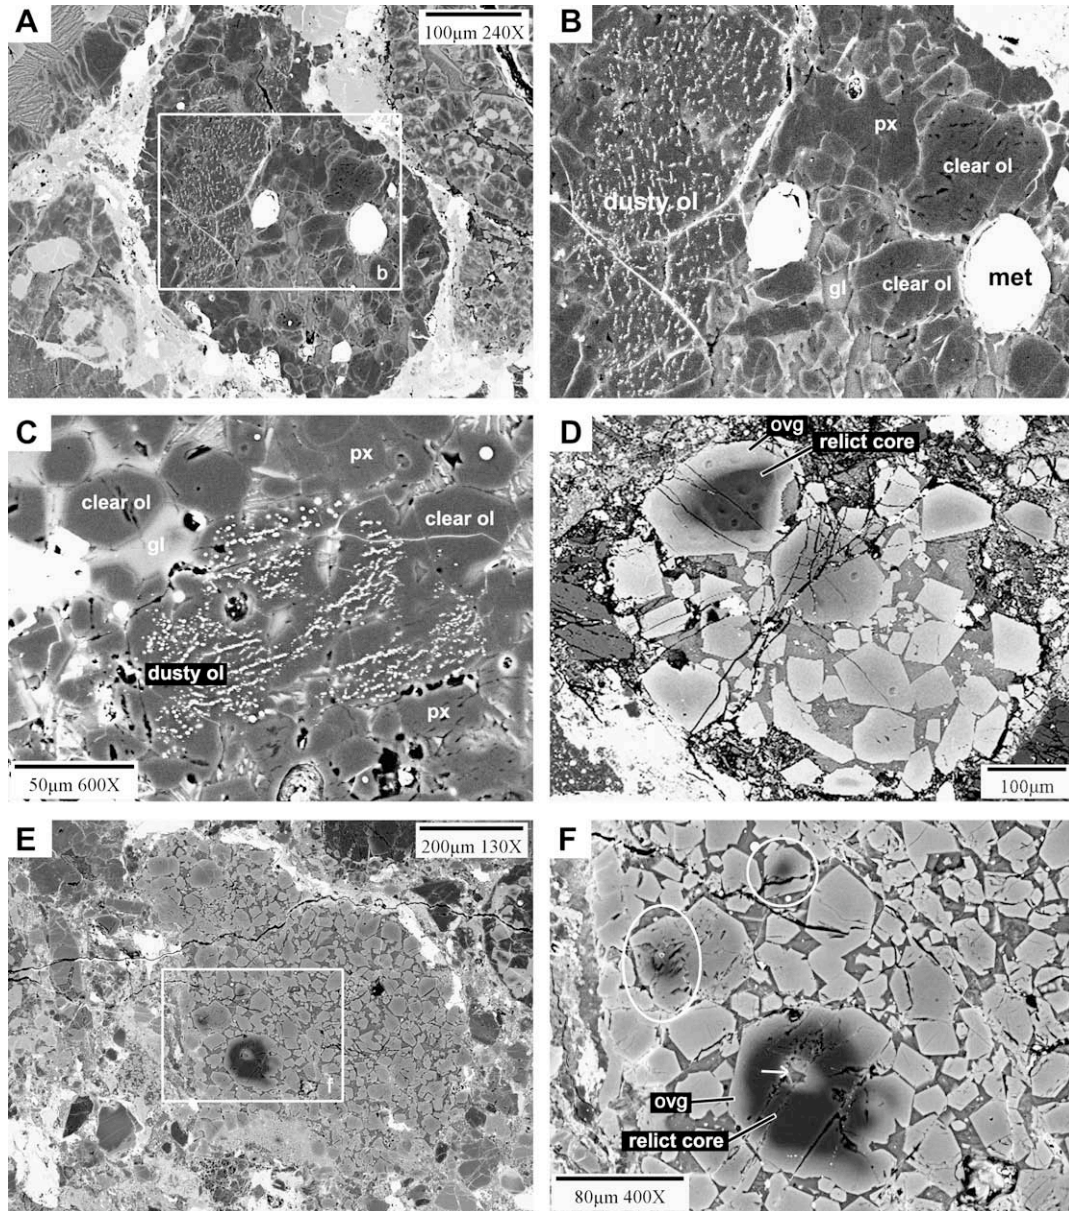 A
100µm 240X
b
B
px
clear ol
dusty ol
gl
clear ol
met
C
px
clear ol
clear ol
gl
dusty ol
px
50µm 600X
D
ovg
relict core
100µm
E
200µm 130X
f
F
ovg
relict core
80µm 400X